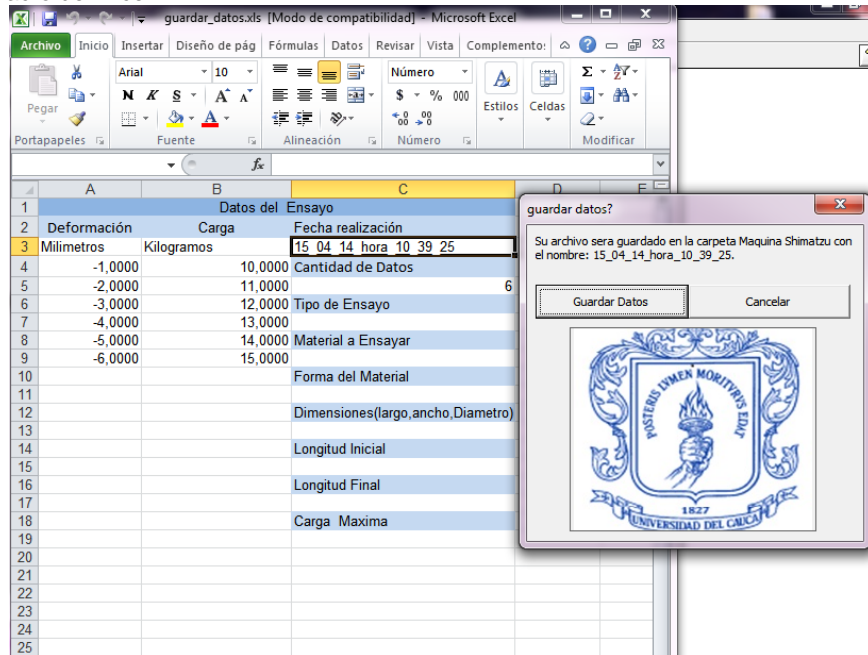 guardar_datos.xls [Modo de compatibilidad] - Microsoft Excel
Archivo Inicio Insertar Diseño de pág Fórmulas Datos Revisar Vista Complemento:
Arial 10 Número
Pegar N K S A A $ % 000 Estilos Celdas
Portapapeles Fuente Alineación Número Modificar
fx
A B C D E
1 Datos del Ensayo
2 Deformación Carga Fecha realización
3 Milimetros Kilogramos 15_04_14_hora_10_39_25
4 -1,0000 10,0000 Cantidad de Datos
5 -2,0000 11,0000 6
6 -3,0000 12,0000 Tipo de Ensayo
7 -4,0000 13,0000
8 -5,0000 14,0000 Material a Ensayar
9 -6,0000 15,0000
10 Forma del Material
11
12 Dimensiones(largo,ancho,Diametro)
13
14 Longitud Inicial
15
16 Longitud Final
17
18 Carga Maxima
19
20
21
22
23
24
25
guardar datos?
Su archivo sera guardado en la carpeta Maquina Shimatzu con
el nombre: 15_04_14_hora_10_39_25.
Guardar Datos Cancelar
POSTERIS LVMEN MORITVRVS EDAT
1827
UNIVERSIDAD DEL CAUCA